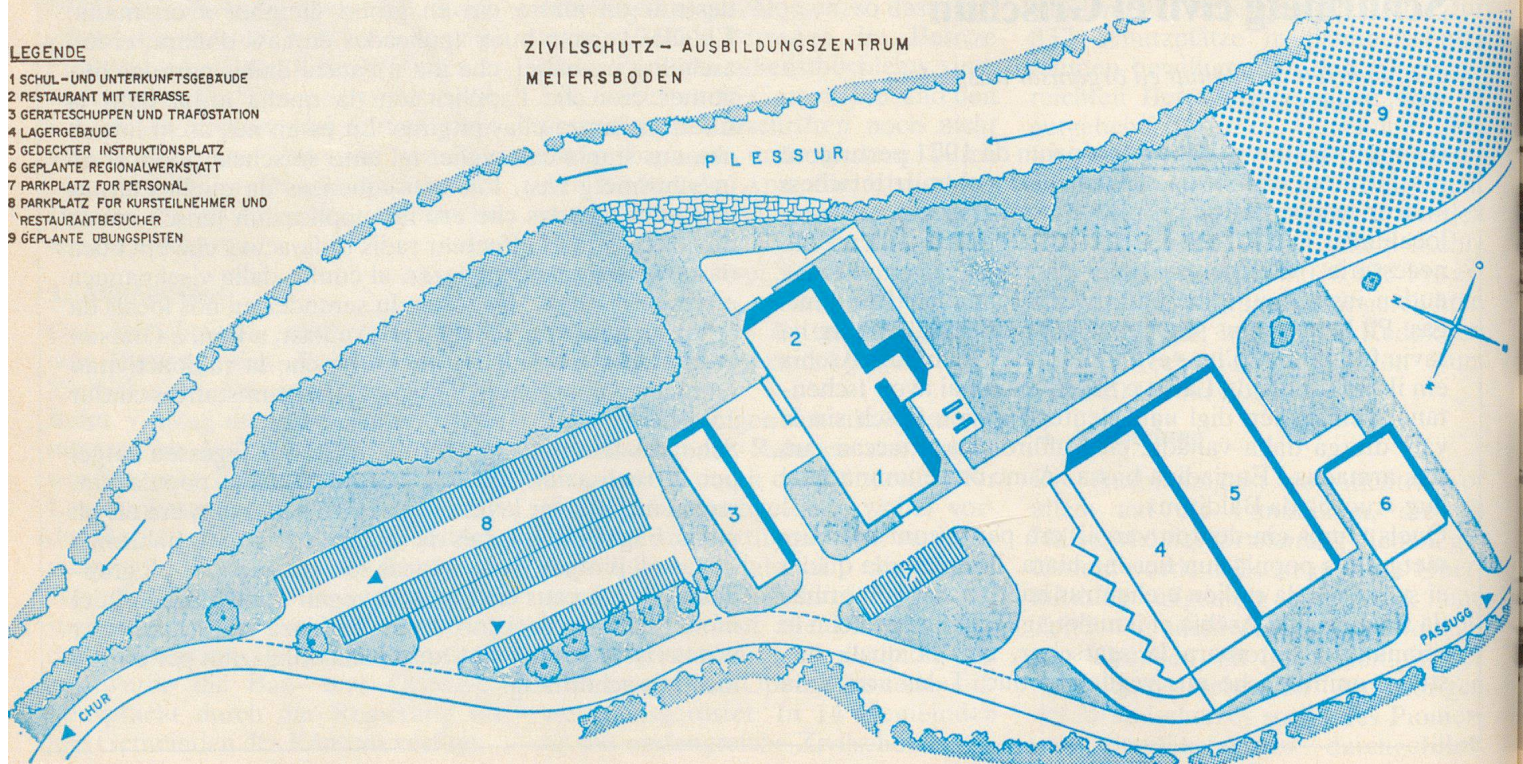 LEGENDE
1 SCHUL-UND UNTERKUNFTSGEBÄUDE
2 RESTAURANT MIT TERRASSE
3 GERÄTESCHUPPEN UND TRAFOSTATION
4 LAGERGEBÄUDE
5 GEDECKTER INSTRUKTIONSPLATZ
6 GEPLANTE REGIONALWERKSTATT
7 PARKPLATZ FÜR PERSONAL
8 PARKPLATZ FÜR KURSTEILNEHMER UND
RESTAURANTBESUCHER
9 GEPLANTE ÜBUNGSPISTEN
ZIVILSCHUTZ-AUSBILDUNGSZENTRUM
MEIERSBODEN
PLESSUR
9
N O
W S
2
1
8
3
7
5
6
4
PASSUGG
CHUR